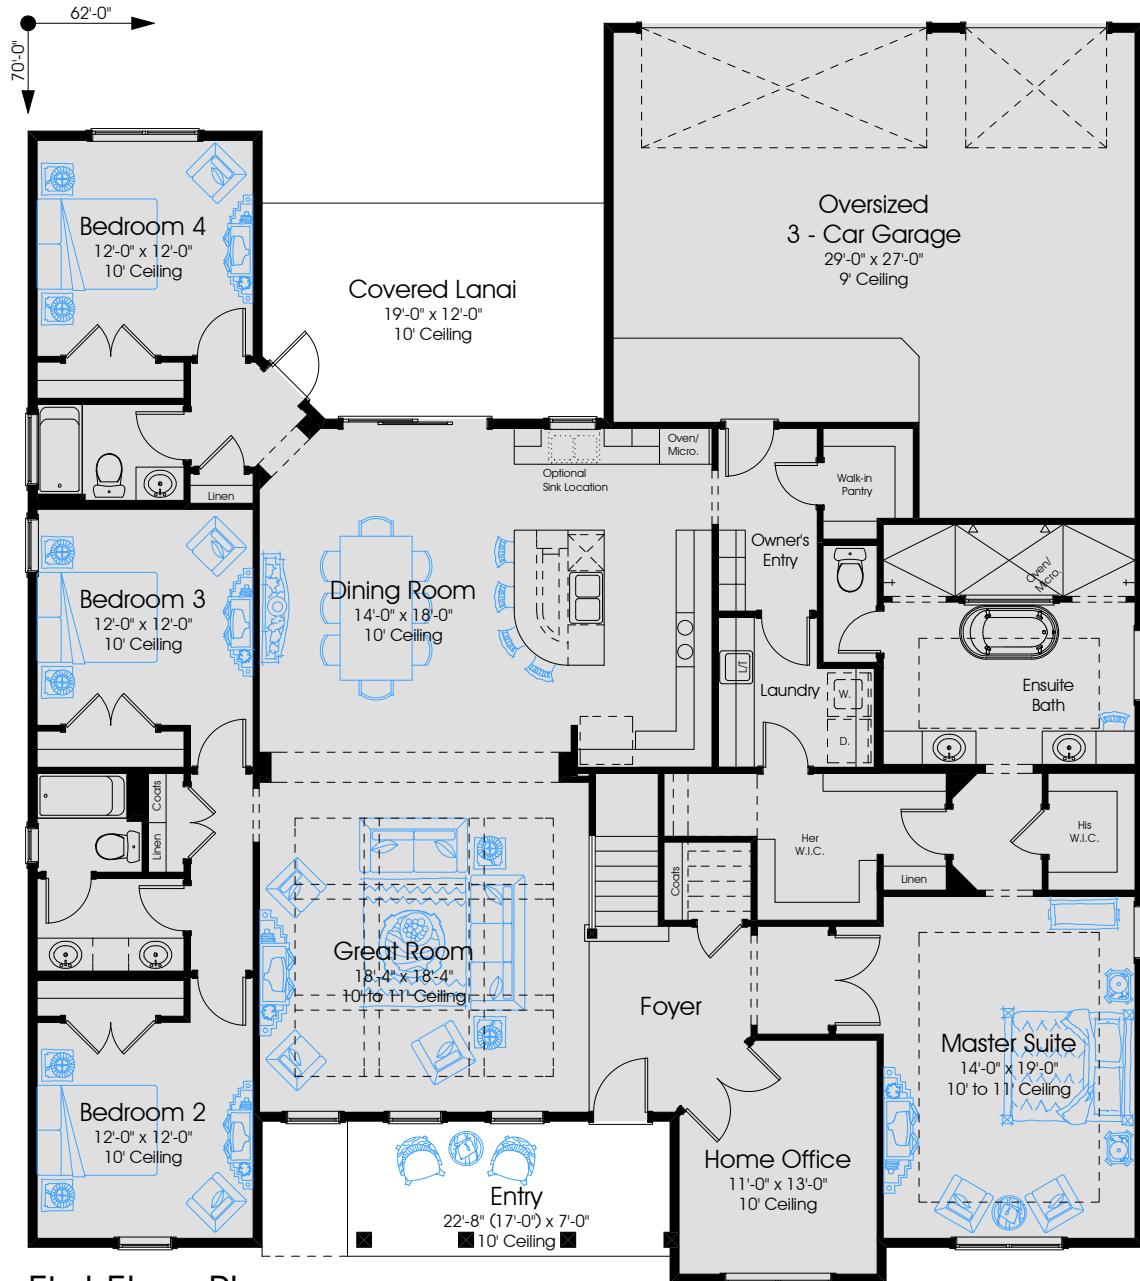 62'-0"
70'-0"
Bedroom 4
12'-0" x 12'-0"
10' Ceiling
Covered Lanai
19'-0" x 12'-0"
10' Ceiling
Oversized
3 - Car Garage
29'-0" x 27'-0"
9' Ceiling
Linen
Optional
Sink Location
Oven/
Micro.
Walk-in
Pantry
Owner's
Entry
Oven/
Micro.
Bedroom 3
12'-0" x 12'-0"
10' Ceiling
Dining Room
14'-0" x 18'-0"
10' Ceiling
L/T
Laundry
W.
D.
Ensuite
Bath
Coats
Linen
Her
W.I.C.
His
W.I.C.
Linen
Coats
Great Room
18'-4" x 18'-4"
10' to 11' Ceiling
Foyer
Master Suite
14'-0" x 19'-0"
10' to 11' Ceiling
Bedroom 2
12'-0" x 12'-0"
10' Ceiling
Home Office
11'-0" x 13'-0"
10' Ceiling
Entry
22'-8" (17'-0") x 7'-0"
10' Ceiling